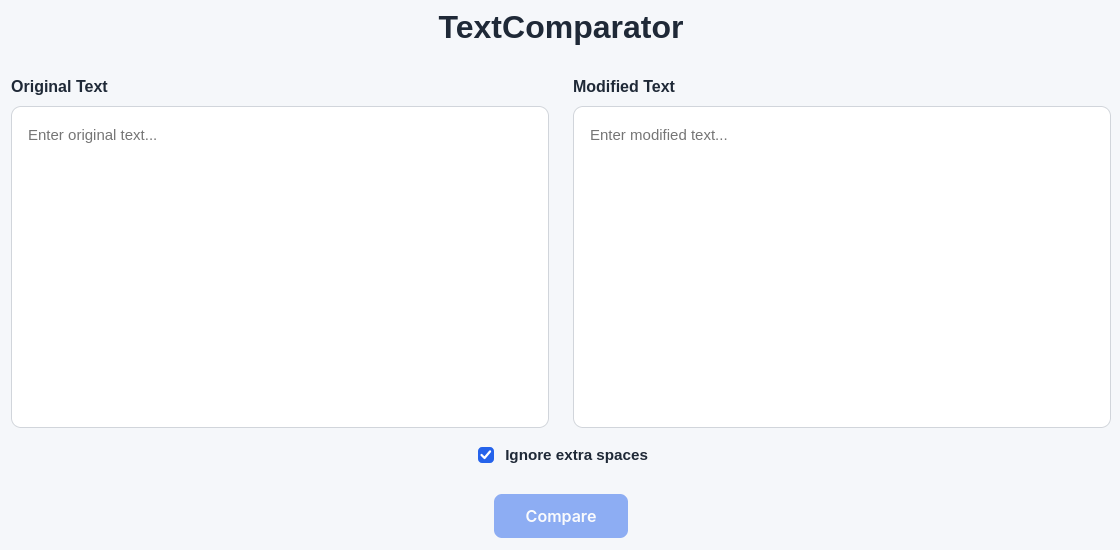 TextComparator
Original Text
Modified Text
Enter original text...
Enter modified text...
Ignore extra spaces
Compare